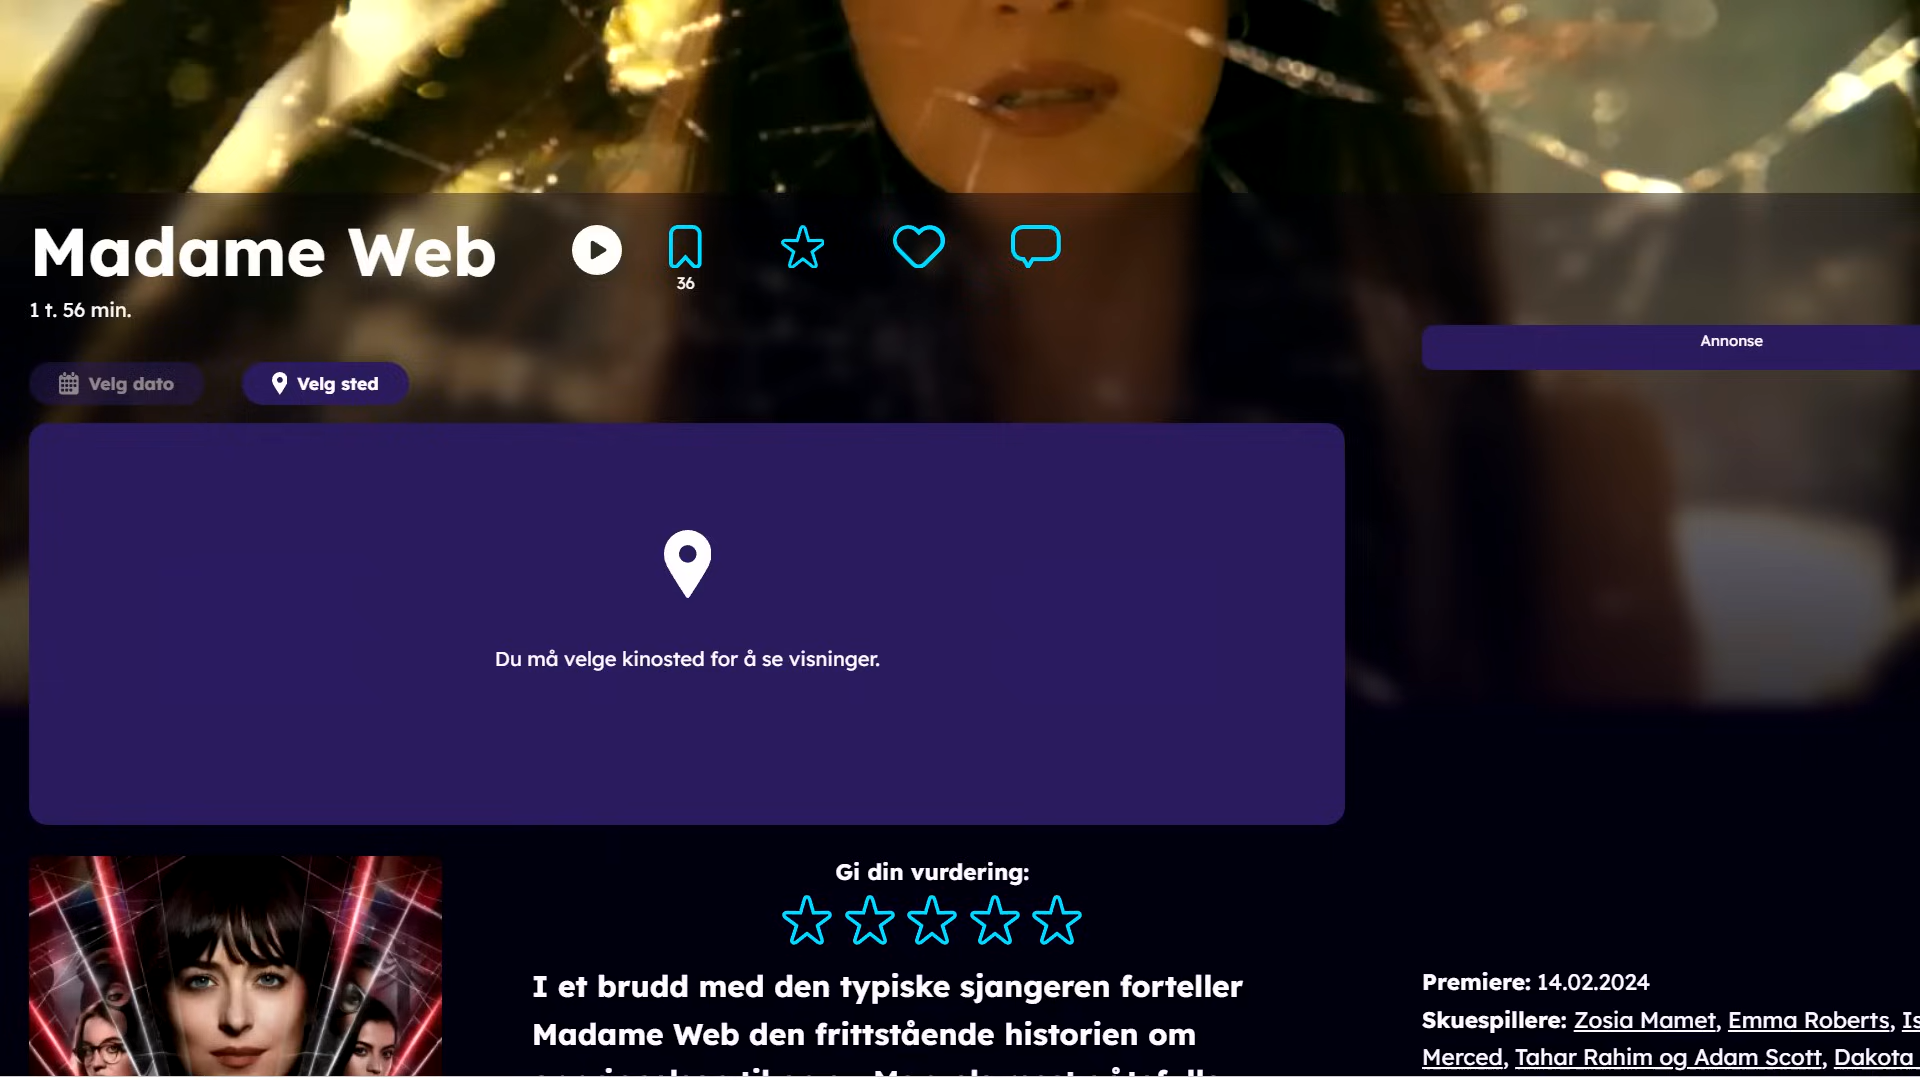 Madame Web
36
1 t. 56 min.
Annonse
Velg dato
Velg sted
Du må velge kinosted for å se visninger.
Gi din vurdering:
I et brudd med den typiske sjangeren forteller
Madame Web den frittstående historien om
Premiere: 14.02.2024
Skuespillere: Zosia Mamet, Emma Roberts,
Merced, Tahar Rahim og Adam Scott, Dakota